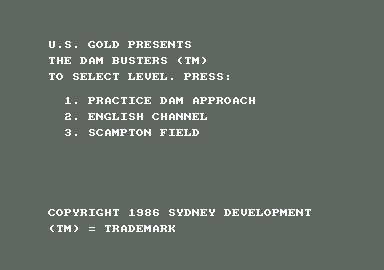 U.S. GOLD PRESENTS
THE DAM BUSTERS (TM)
TO SELECT LEVEL. PRESS:
1. PRACTICE DAM APPROACH
2. ENGLISH CHANNEL
3. SCAMPTON FIELD
COPYRIGHT 1986 SYDNEY DEVELOPMENT
(TM) = TRADEMARK